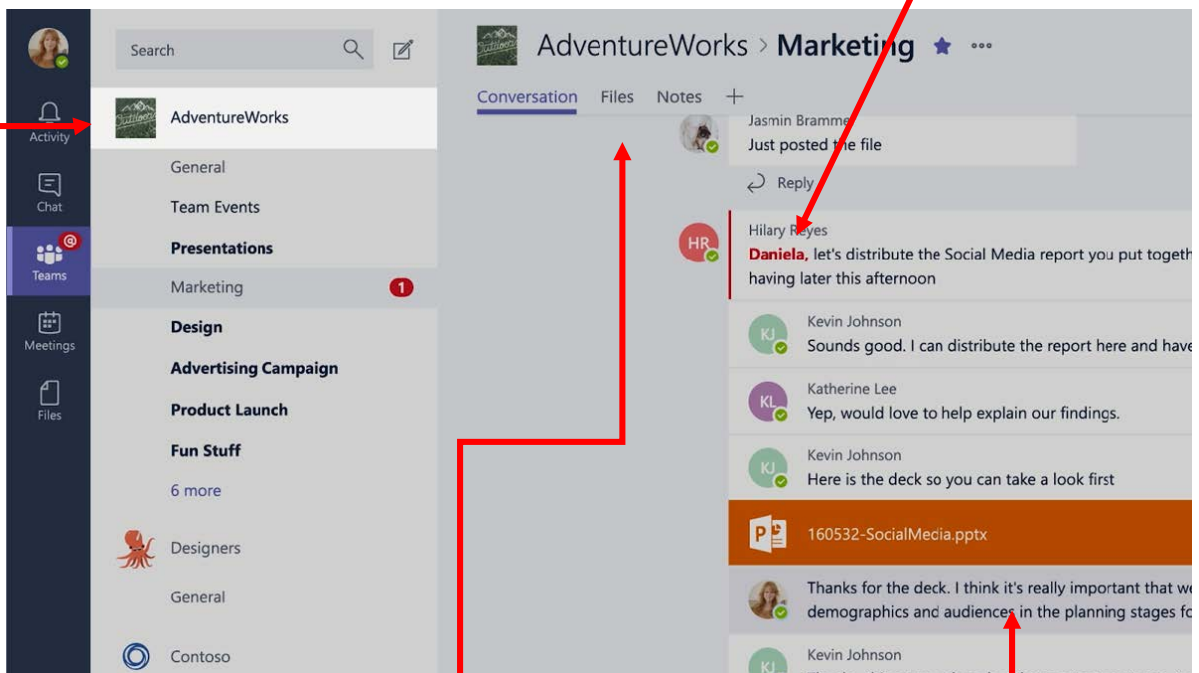 Search
AdventureWorks > Marketing
Conversation Files Notes
Activity
Chat
@
Teams
Meetings
Files
Outdoors
AdventureWorks
General
Team Events
Presentations
Marketing 1
Design
Advertising Campaign
Product Launch
Fun Stuff
6 more
Designers
General
Contoso
Jasmin
Just posted the file
Reply
HR
Hilary Reyes
Daniela, let's distribute the Social Media report you put
having later this afternoon
KJ
Kevin Johnson
Sounds good. I can distribute the report here and have
KL
Katherine Lee
Yep, would love to help explain our findings.
KJ
Kevin Johnson
Here is the deck so you can take a look first
P
160532-SocialMedia.pptx
Thanks for the deck. I think it's really important that we
demographics and audiences in the planning stages
KJ
Kevin Johnson